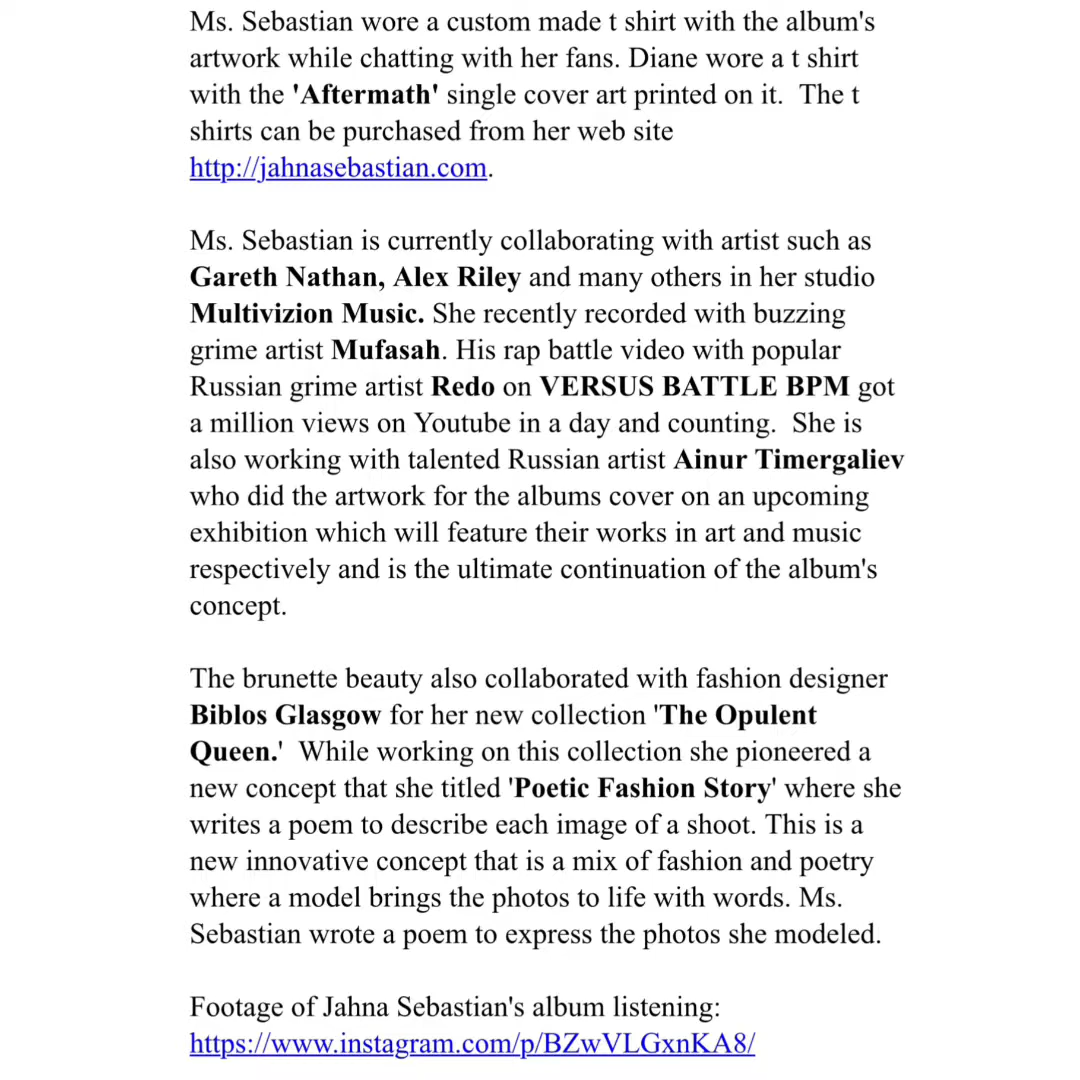 Ms. Sebastian wore a custom made t shirt with the album's
artwork while chatting with her fans. Diane wore a t shirt
with the 'Aftermath' single cover art printed on it.  The t
shirts can be purchased from her web site
http://jahnasebastian.com.
Ms. Sebastian is currently collaborating with artist such as
Gareth Nathan, Alex Riley and many others in her studio
Multivizion Music. She recently recorded with buzzing
grime artist Mufasah. His rap battle video with popular
Russian grime artist Redo on VERSUS BATTLE BPM got
a million views on Youtube in a day and counting.  She is
also working with talented Russian artist Ainur Timergaliev
who did the artwork for the albums cover on an upcoming
exhibition which will feature their works in art and music
respectively and is the ultimate continuation of the album's
concept.
The brunette beauty also collaborated with fashion designer
Biblos Glasgow for her new collection 'The Opulent
Queen.'  While working on this collection she pioneered a
new concept that she titled 'Poetic Fashion Story' where she
writes a poem to describe each image of a shoot. This is a
new innovative concept that is a mix of fashion and poetry
where a model brings the photos to life with words. Ms.
Sebastian wrote a poem to express the photos she modeled.
Footage of Jahna Sebastian's album listening:
https://www.instagram.com/p/BZwVLGxnKA8/